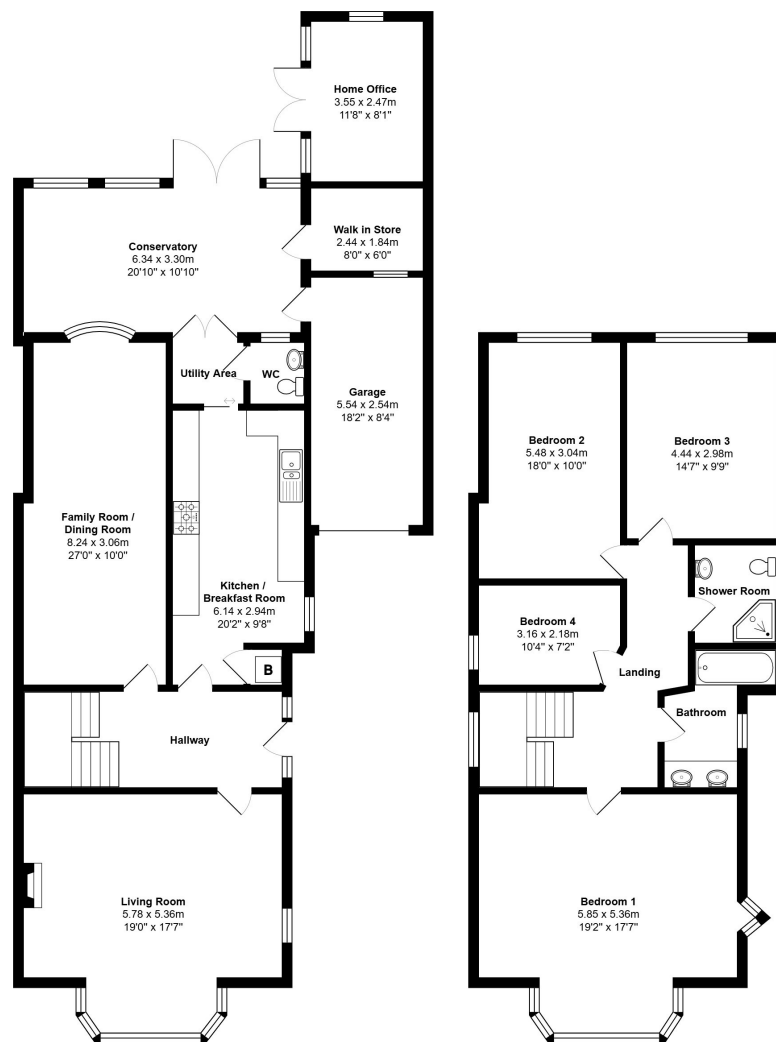 Home Office
3.55 x 2.47m
11'8" x 8'1"
Walk in Store
2.44 x 1.84m
8'0" x 6'0"
Conservatory
6.34 x 3.30m
20'10" x 10'10"
Utility Area
WC
Garage
5.54 x 2.54m
18'2" x 8'4"
Family Room /
Dining Room
8.24 x 3.06m
27'0" x 10'0"
Kitchen /
Breakfast Room
6.14 x 2.94m
20'2" x 9'8"
B
Hallway
Living Room
5.78 x 5.36m
19'0" x 17'7"
Bedroom 2
5.48 x 3.04m
18'0" x 10'0"
Bedroom 3
4.44 x 2.98m
14'7" x 9'9"
Shower Room
Bedroom 4
3.16 x 2.18m
10'4" x 7'2"
Landing
Bathroom
Bedroom 1
5.85 x 5.36m
19'2" x 17'7"